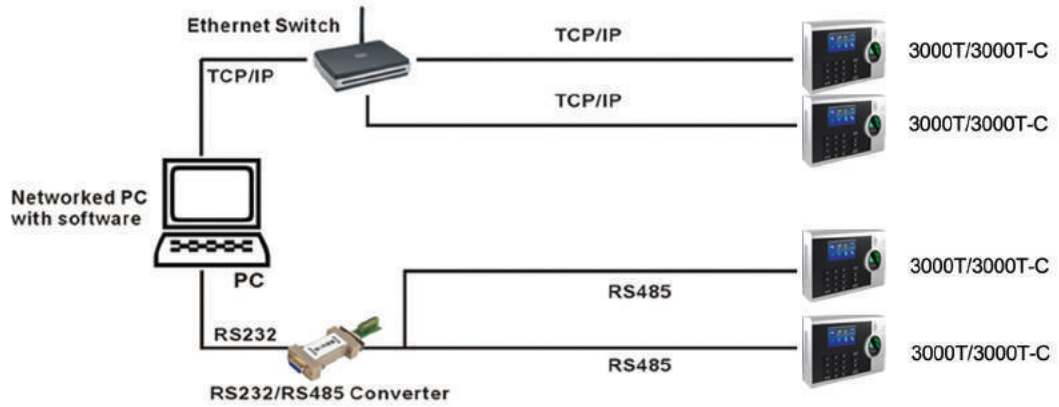 Ethernet Switch
TCP/IP
TCP/IP
3000T/3000T-C
TCP/IP
3000T/3000T-C
Networked PC
with software
PC
3000T/3000T-C
RS485
RS232
RS485
3000T/3000T-C
RS232/RS485 Converter